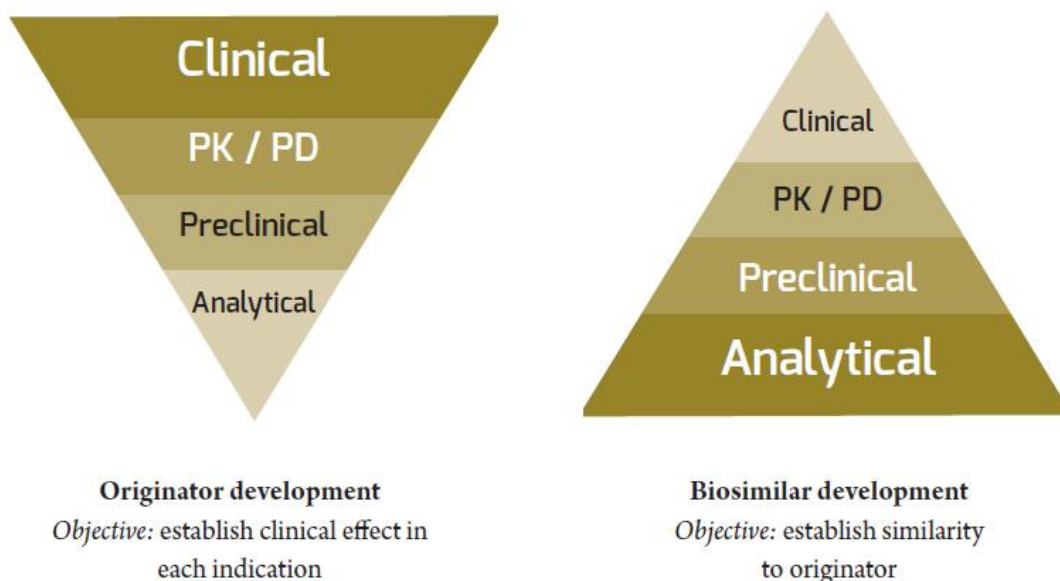 Clinical
PK / PD
Preclinical
Analytical
Originator development
Objective: establish clinical effect in
each indication
Clinical
PK / PD
Preclinical
Analytical
Biosimilar development
Objective: establish similarity
to originator